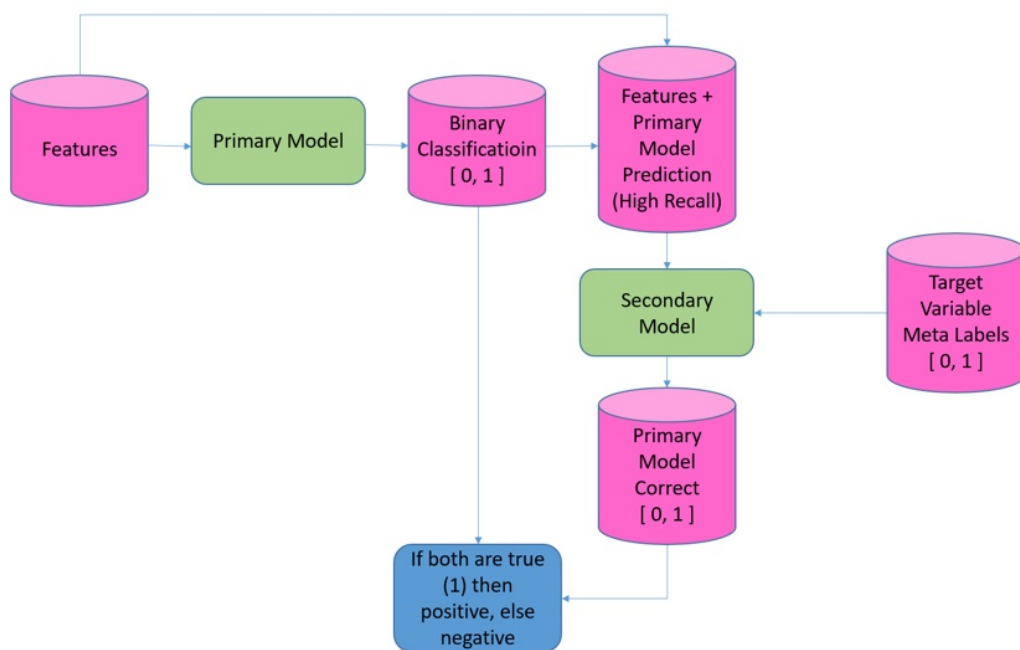 Features
Primary Model
Binary
Classificatioin
[ 0, 1 ]
Features +
Primary
Model
Prediction
(High Recall)
Secondary
Model
Target
Variable
Meta Labels
[ 0, 1 ]
Primary
Model
Correct
[ 0, 1 ]
If both are true
(1) then
positive, else
negative